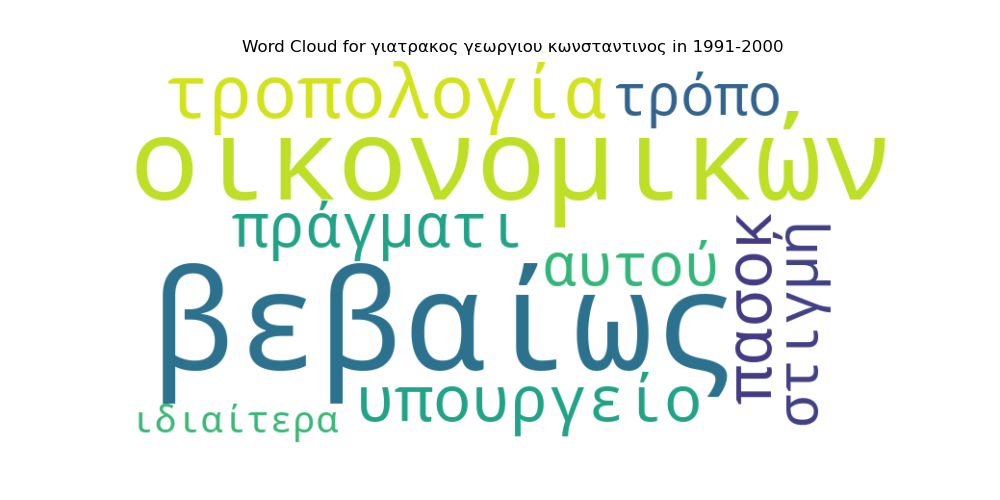 Word Cloud for γιατρακος γεωργιου κωνσταντινος in 1991-2000
τροπολογία
τρόπο
οικονομικών
πράγματι
αυτού
πασοκ
στιγμή
βεβαίως
υπουργείο
ιδιαίτερα